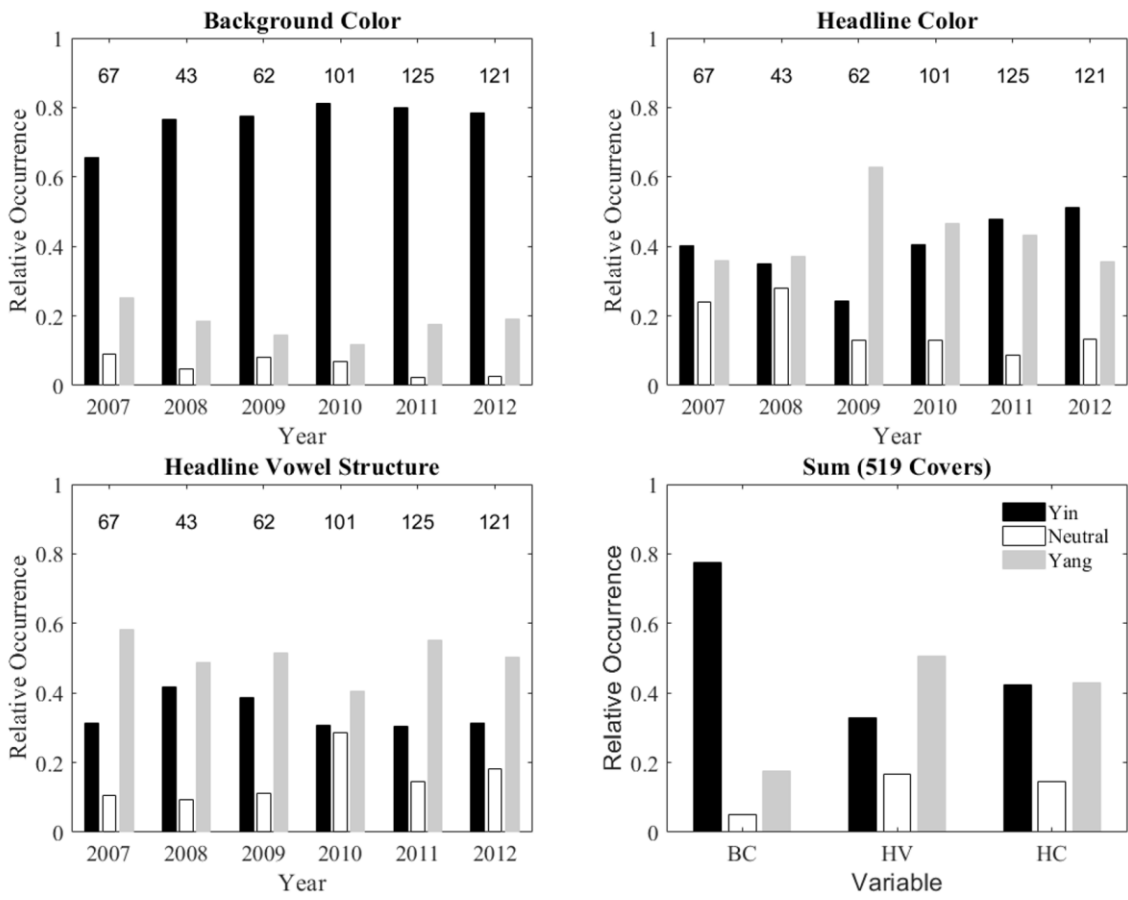 Background Color
1
0.8
0.6
0.4
0.2
0
Relative Occurrence
67 43 62 101 125 121
2007 2008 2009 2010 2011 2012
Year
Headline Color
1
0.8
0.6
0.4
0.2
0
Relative Occurrence
67 43 62 101 125 121
2007 2008 2009 2010 2011 2012
Year
Headline Vowel Structure
1
0.8
0.6
0.4
0.2
0
Relative Occurrence
67 43 62 101 125 121
2007 2008 2009 2010 2011 2012
Year
Sum (519 Covers)
1
0.8
0.6
0.4
0.2
0
Relative Occurrence
Yin
Neutral
Yang
BC HV HC
Variable